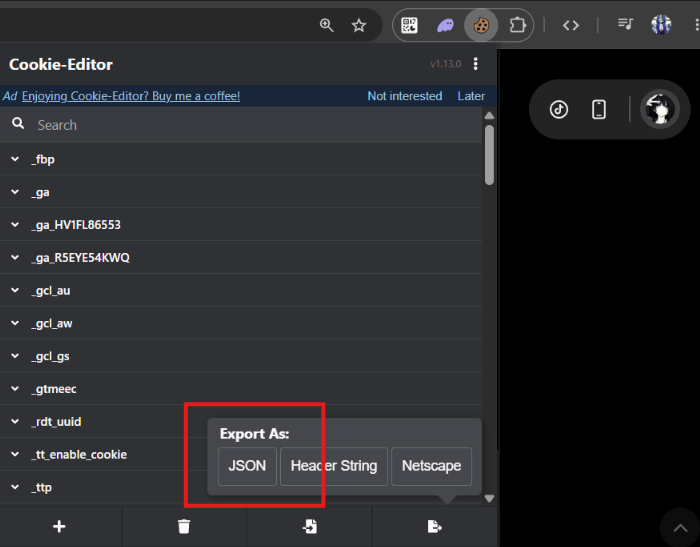 Cookie-Editor v1.13.0
Ad Enjoying Cookie-Editor? Buy me a coffee! Not interested Later
Search
_fbp
_ga
_ga_HV1FL86553
_ga_R5EYE54KWQ
_gcl_au
_gcl_aw
_gcl_gs
_gtmeec
_rdt_uuid
_tt_enable_cookie
_ttp
Export As:
JSON Header String Netscape